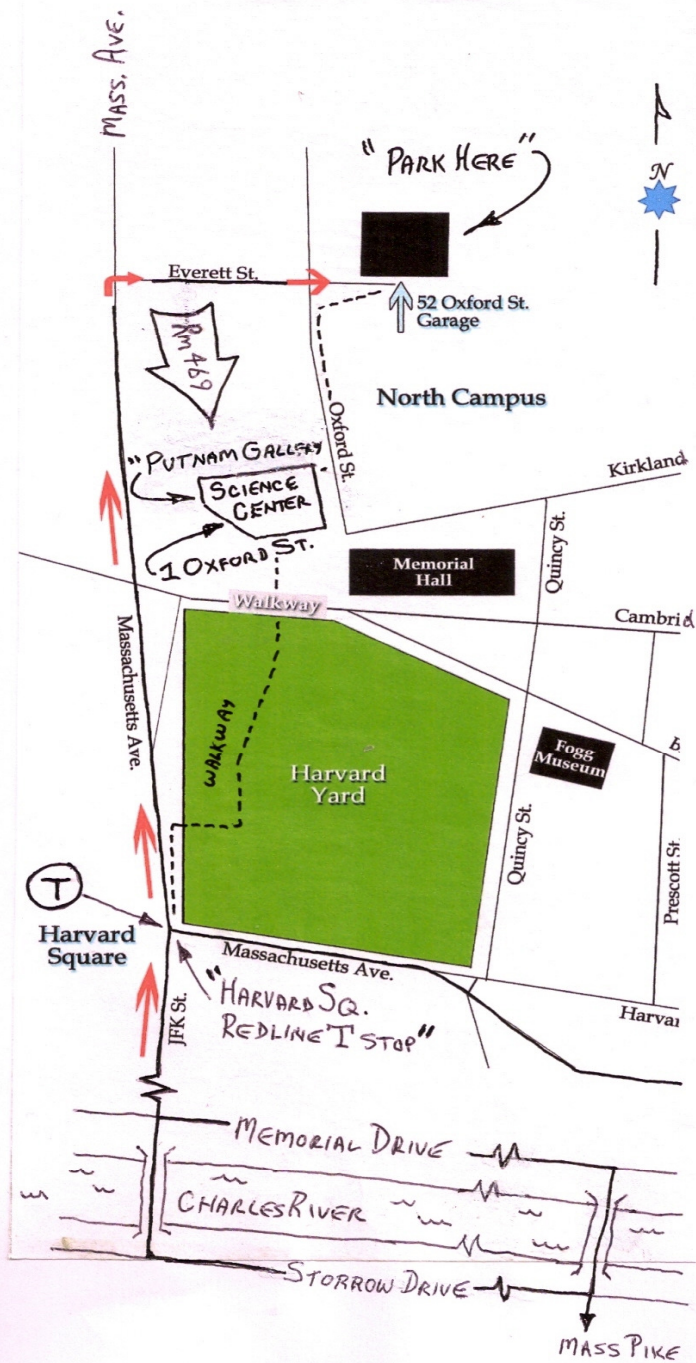 MASS. AVE.
"PARK HERE"
N
Everett St.
52 Oxford St.
Garage
Rm 469
North Campus
Oxford St.
"PUTNAM GALLERY
SCIENCE
CENTER
1 OXFORD ST.
Kirkland
Quincy St.
Memorial
Hall
Walkway
Cambrid
Massachusetts Ave.
WALKWAY
Harvard
Yard
Fogg
Museum
B
Quincy St.
Prescott St.
T
Harvard
Square
Massachusetts Ave.
"HARVARD SQ.
REDLINE T STOP"
JFK St.
Harvar
MEMORIAL DRIVE
CHARLES RIVER
STORROW DRIVE
MASS PIKE